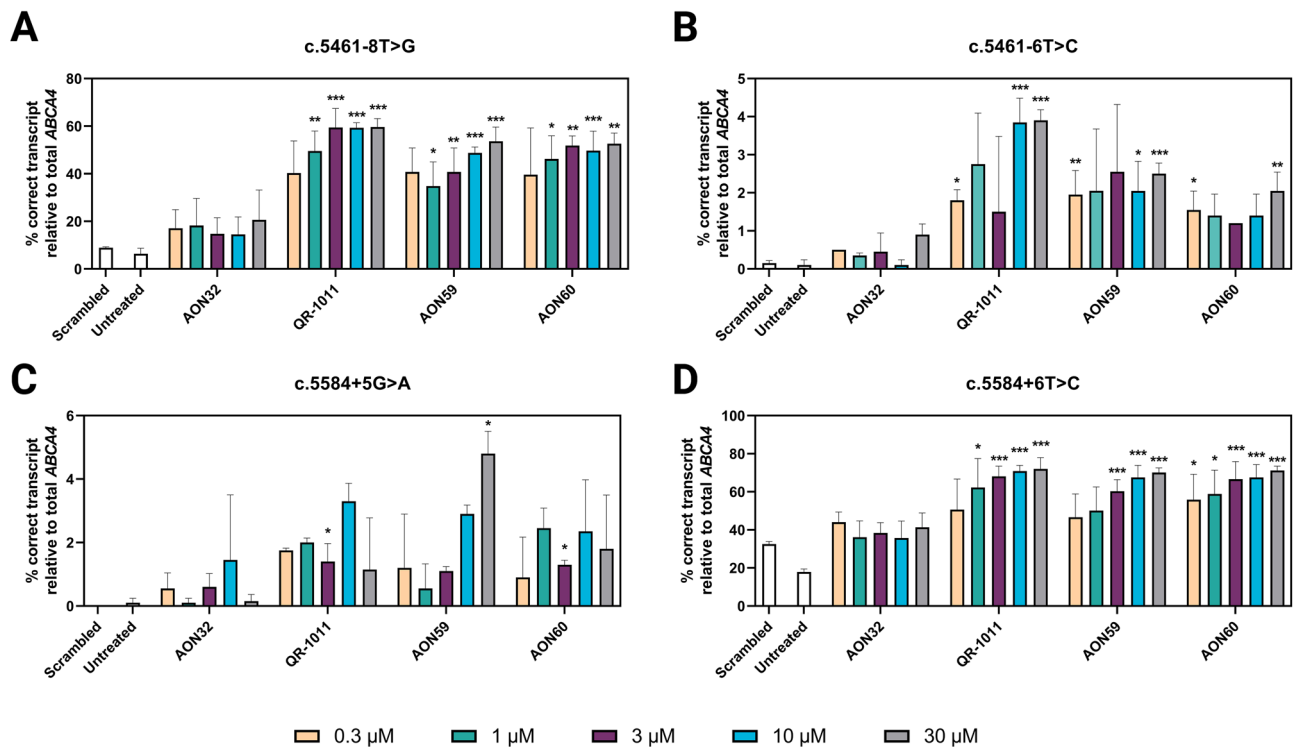 A
c.5461-8T>G
% correct transcript
relative to total ABCA4
80
60
40
20
0
** *** *** *** * ** *** *** * ** *** **
Scrambled
Untreated
AON32
QR-1011
AON59
AON60
B
c.5461-6T>C
% correct transcript
relative to total ABCA4
5
4
3
2
1
0
* *** *** ** * *** * **
Scrambled
Untreated
AON32
QR-1011
AON59
AON60
C
c.5584+5G>A
% correct transcript
relative to total ABCA4
6
4
2
0
* * *
Scrambled
Untreated
AON32
QR-1011
AON59
AON60
D
c.5584+6T>C
% correct transcript
relative to total ABCA4
100
80
60
40
20
0
* *** *** *** *** *** *** * * *** *** ***
Scrambled
Untreated
AON32
QR-1011
AON59
AON60
0.3 µM 1 µM 3 µM 10 µM 30 µM